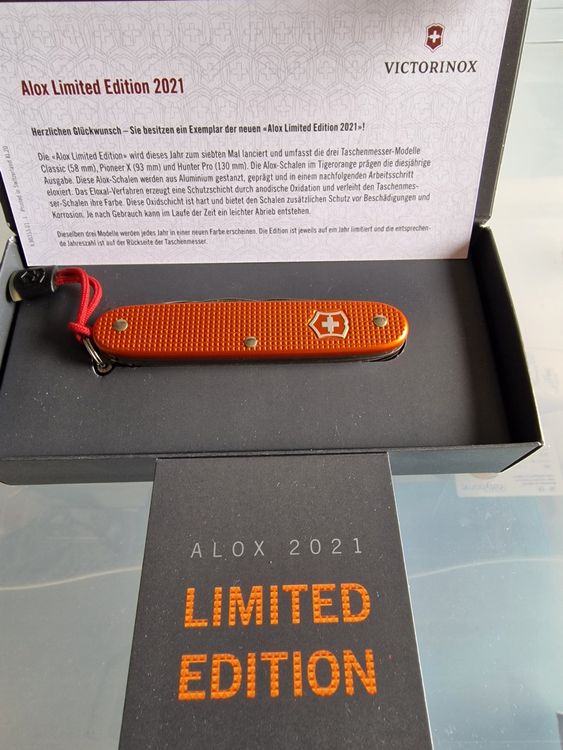 VICTORINOX
Alox Limited Edition 2021
Herzlichen Glückwunsch – Sie besitzen ein Exemplar der neuen «Alox Limited Edition 2021»!
Die «Alox Limited Edition» wird dieses Jahr zum siebten Mal lanciert und umfasst die drei Taschenmesser-Modelle
Classic (58 mm), Pioneer X (93 mm) und Hunter Pro (130 mm). Die Alox-Schalen im Tigerorange prägen die diesjährige
Ausgabe. Diese Alox-Schalen werden aus Aluminium gestanzt, geprägt und in einem nachfolgenden Arbeitsschritt
eloxiert. Das Eloxal-Verfahren erzeugt eine Schutzschicht durch anodische Oxidation und verleiht den Taschenmes-
ser-Schalen ihre Farbe. Diese Oxidschicht ist hart und bietet den Schalen zusätzlichen Schutz vor Beschädigungen und
Korrosion. Je nach Gebrauch kann im Laufe der Zeit ein leichter Abrieb entstehen.
Dieselben drei Modelle werden jedes Jahr in einer neuen Farbe erscheinen. Die Edition ist jeweils auf ein Jahr limitiert und die entsprechen-
de Jahreszahl ist auf der Rückseite der Taschenmesser.
ALOX 2021
LIMITED
EDITION